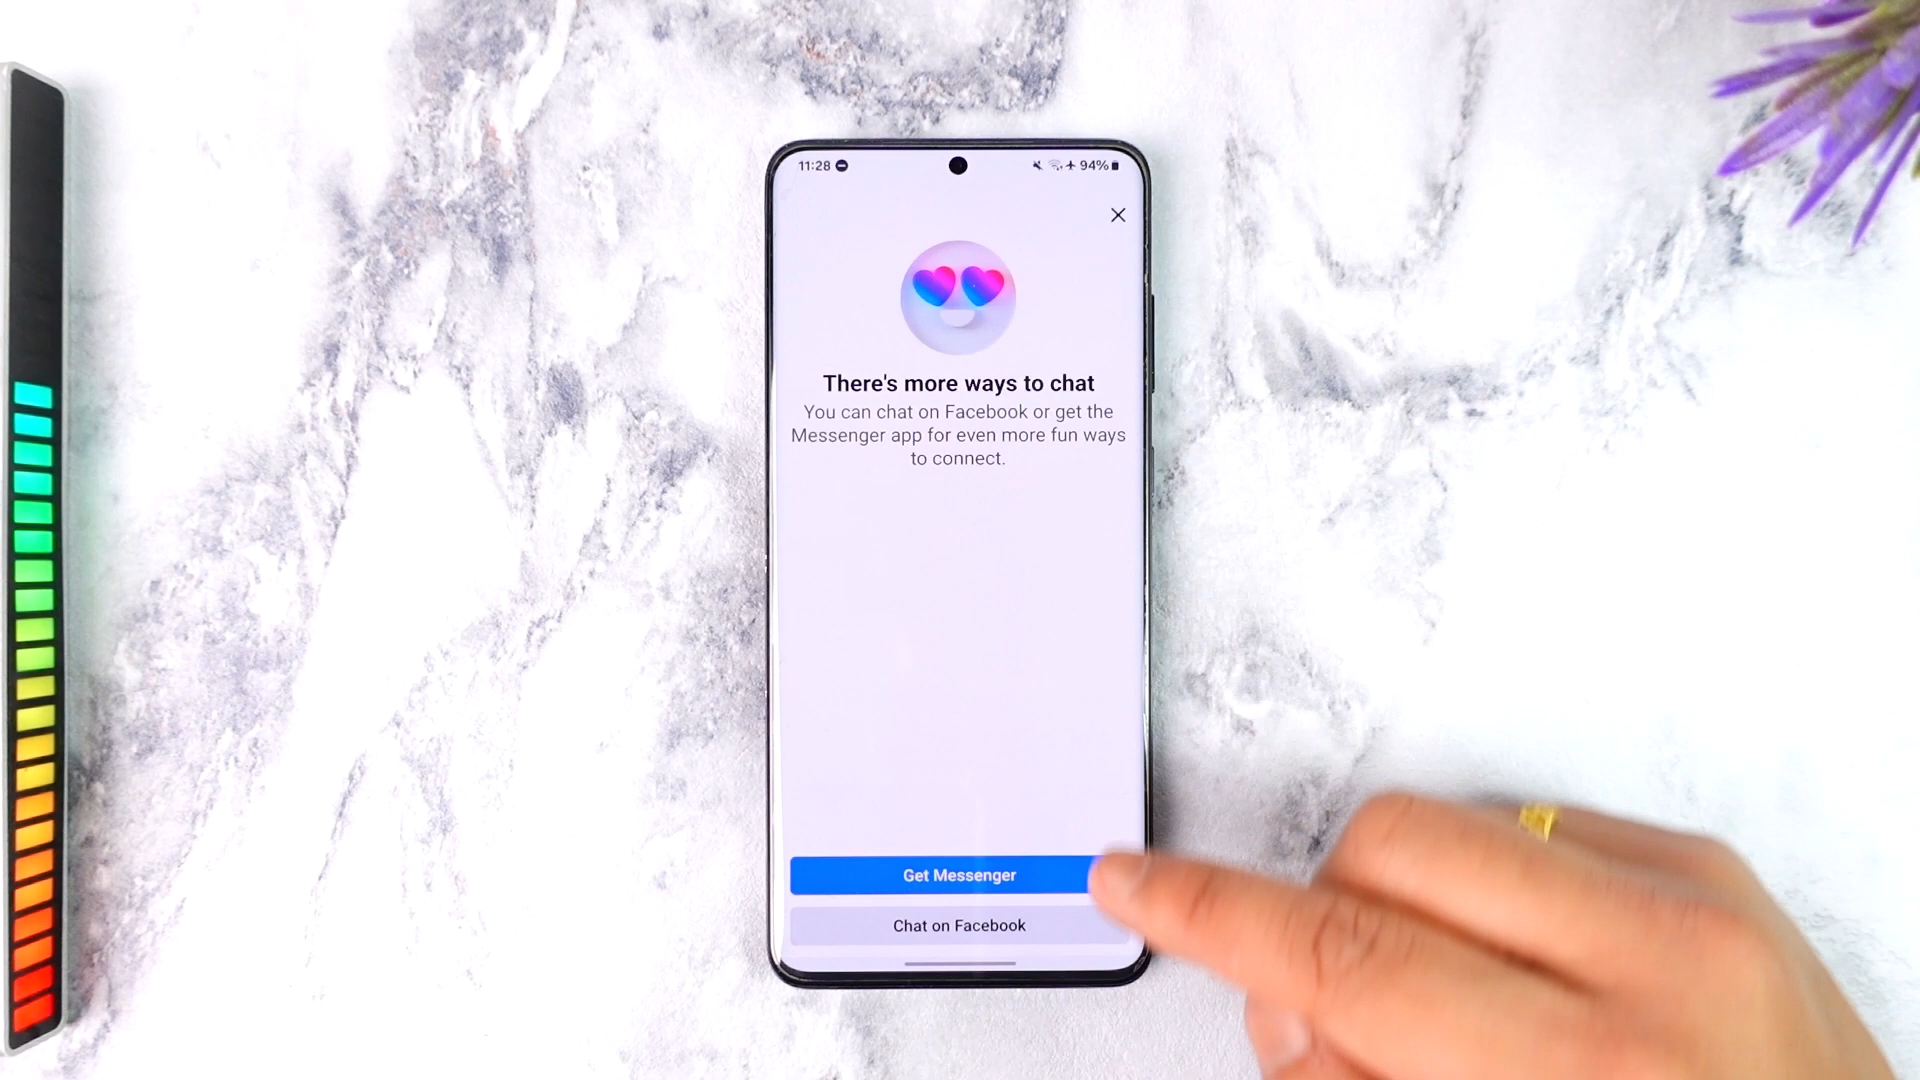 11:28
94%
There's more ways to chat
You can chat on Facebook or get the
Messenger app for even more fun ways
to connect.
Get Messenger
Chat on Facebook